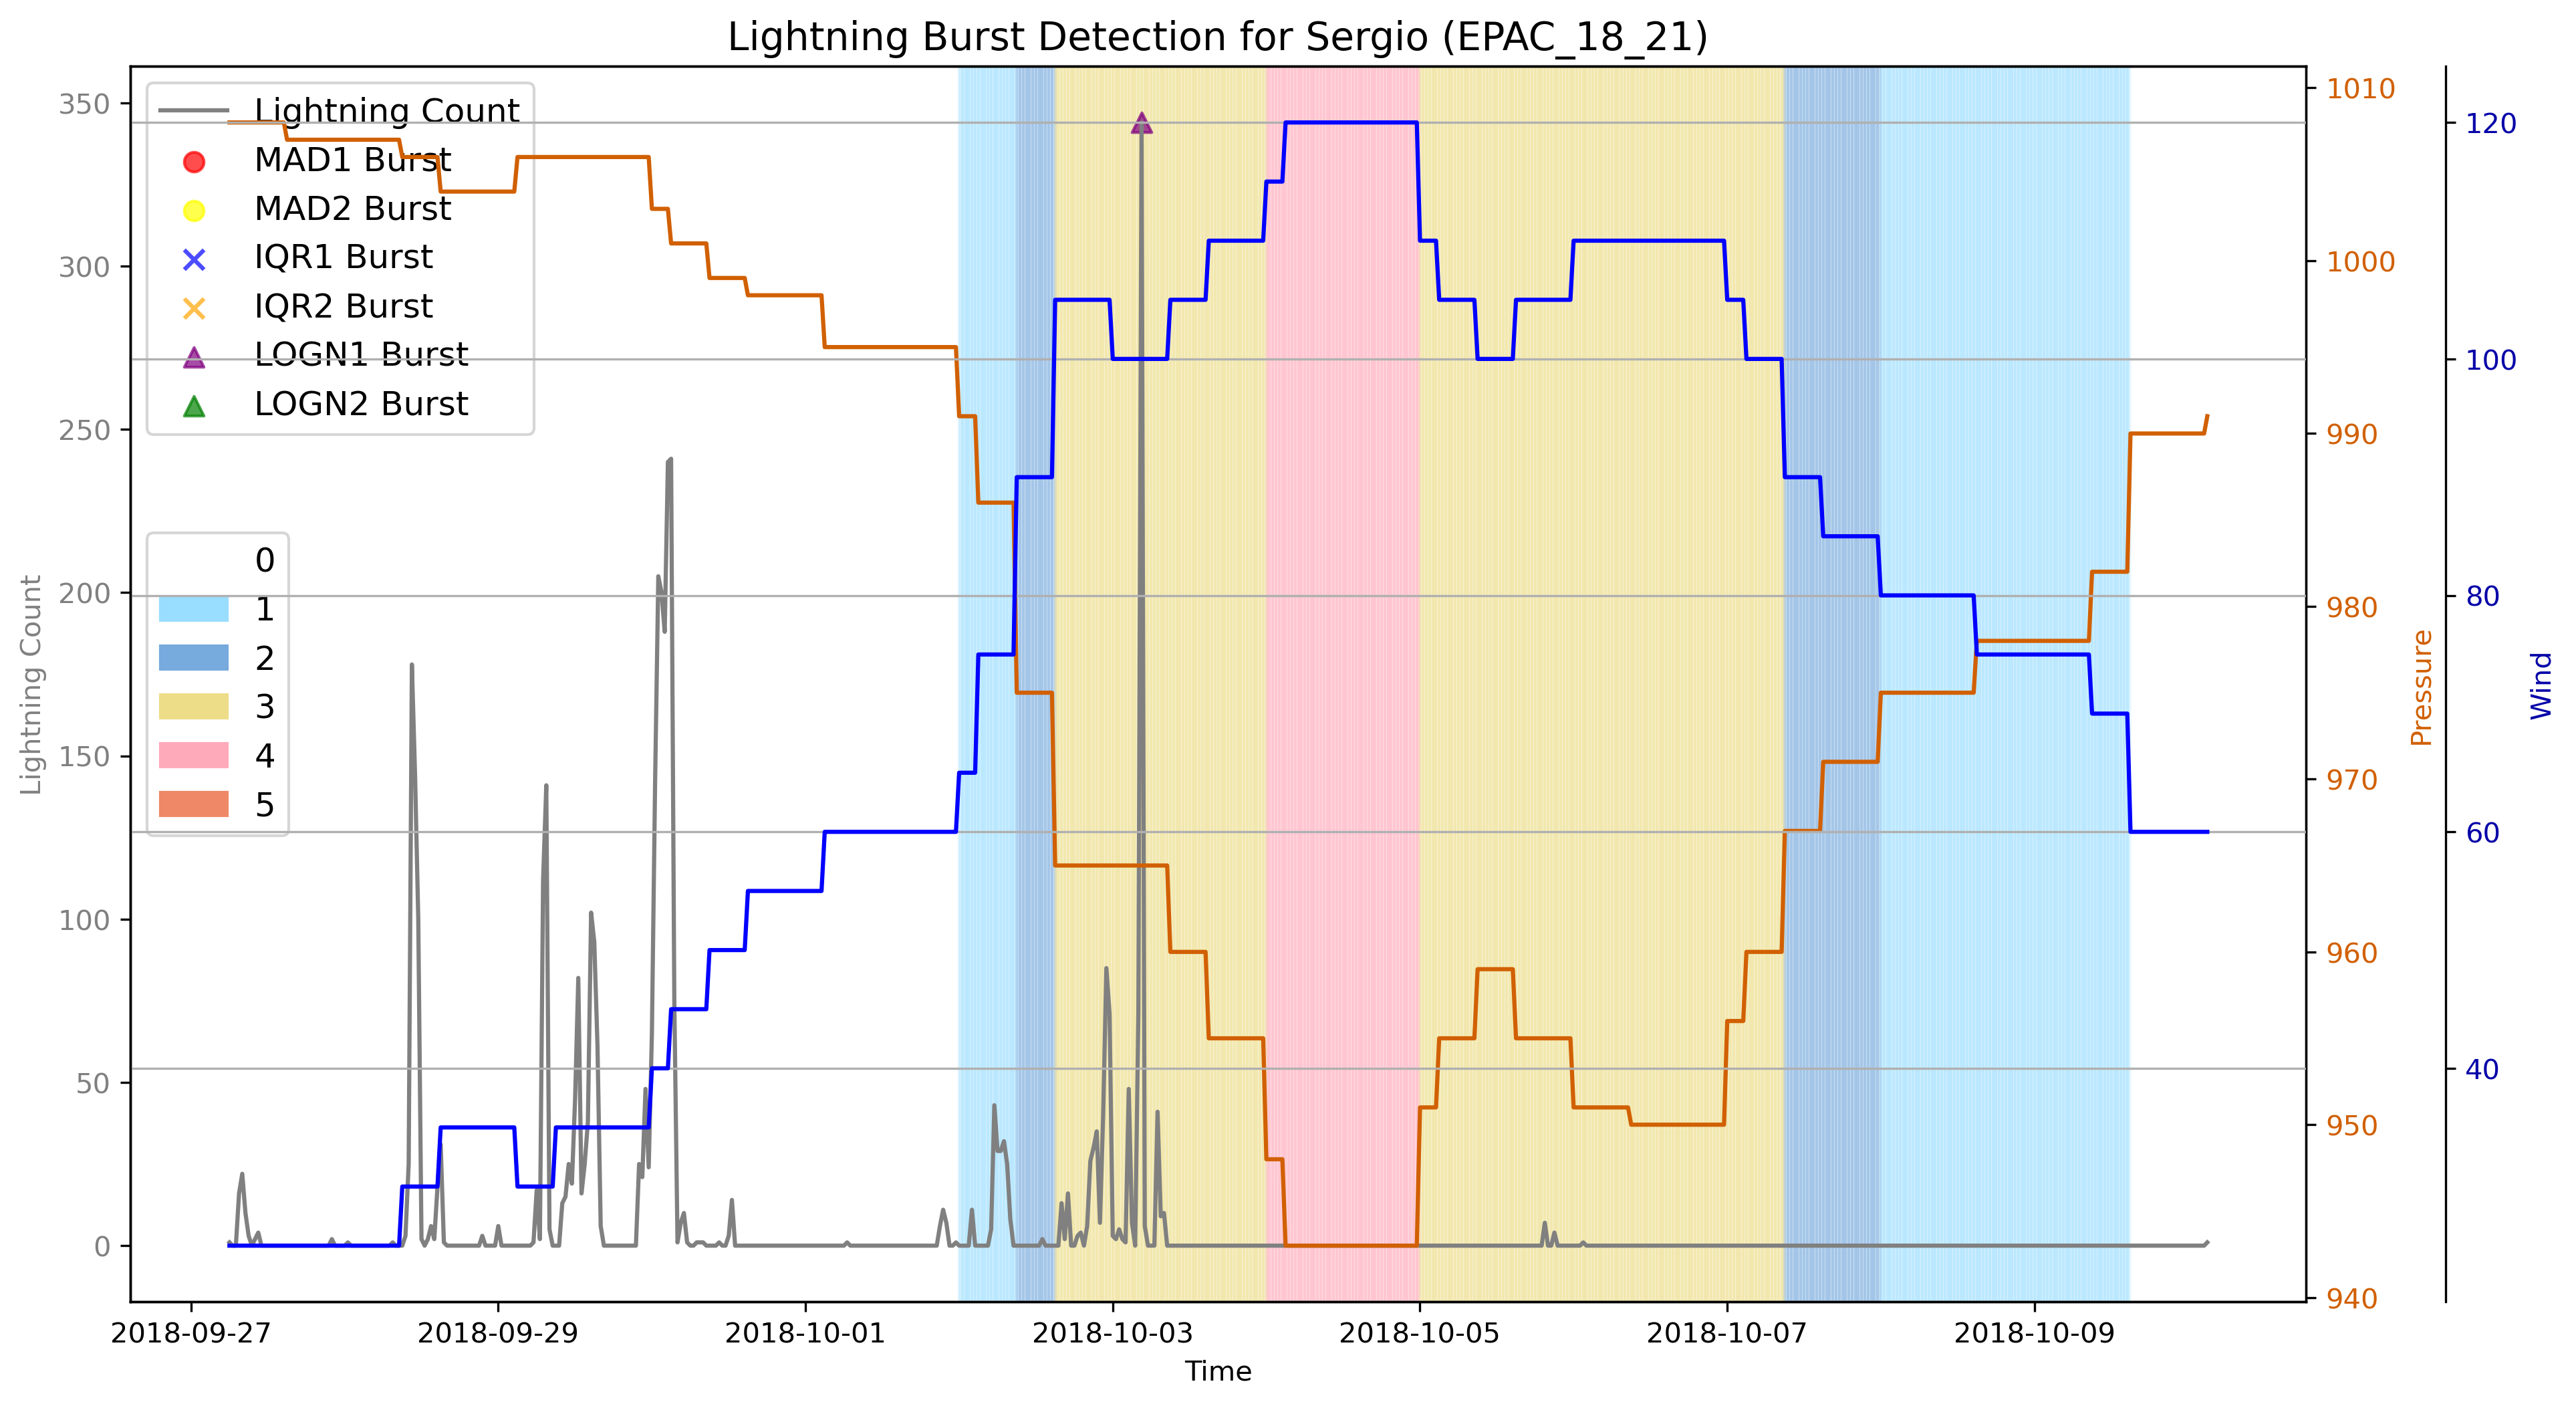 Lightning Burst Detection for Sergio (EPAC_18_21)
Lightning Count
MAD1 Burst
MAD2 Burst
IQR1 Burst
IQR2 Burst
LOGN1 Burst
LOGN2 Burst
0
1
2
3
4
5
Lightning Count
350
300
250
200
150
100
50
0
1010
1000
990
980
970
960
950
940
Pressure
120
100
80
60
40
Wind
2018-09-27
2018-09-29
2018-10-01
2018-10-03
2018-10-05
2018-10-07
2018-10-09
Time